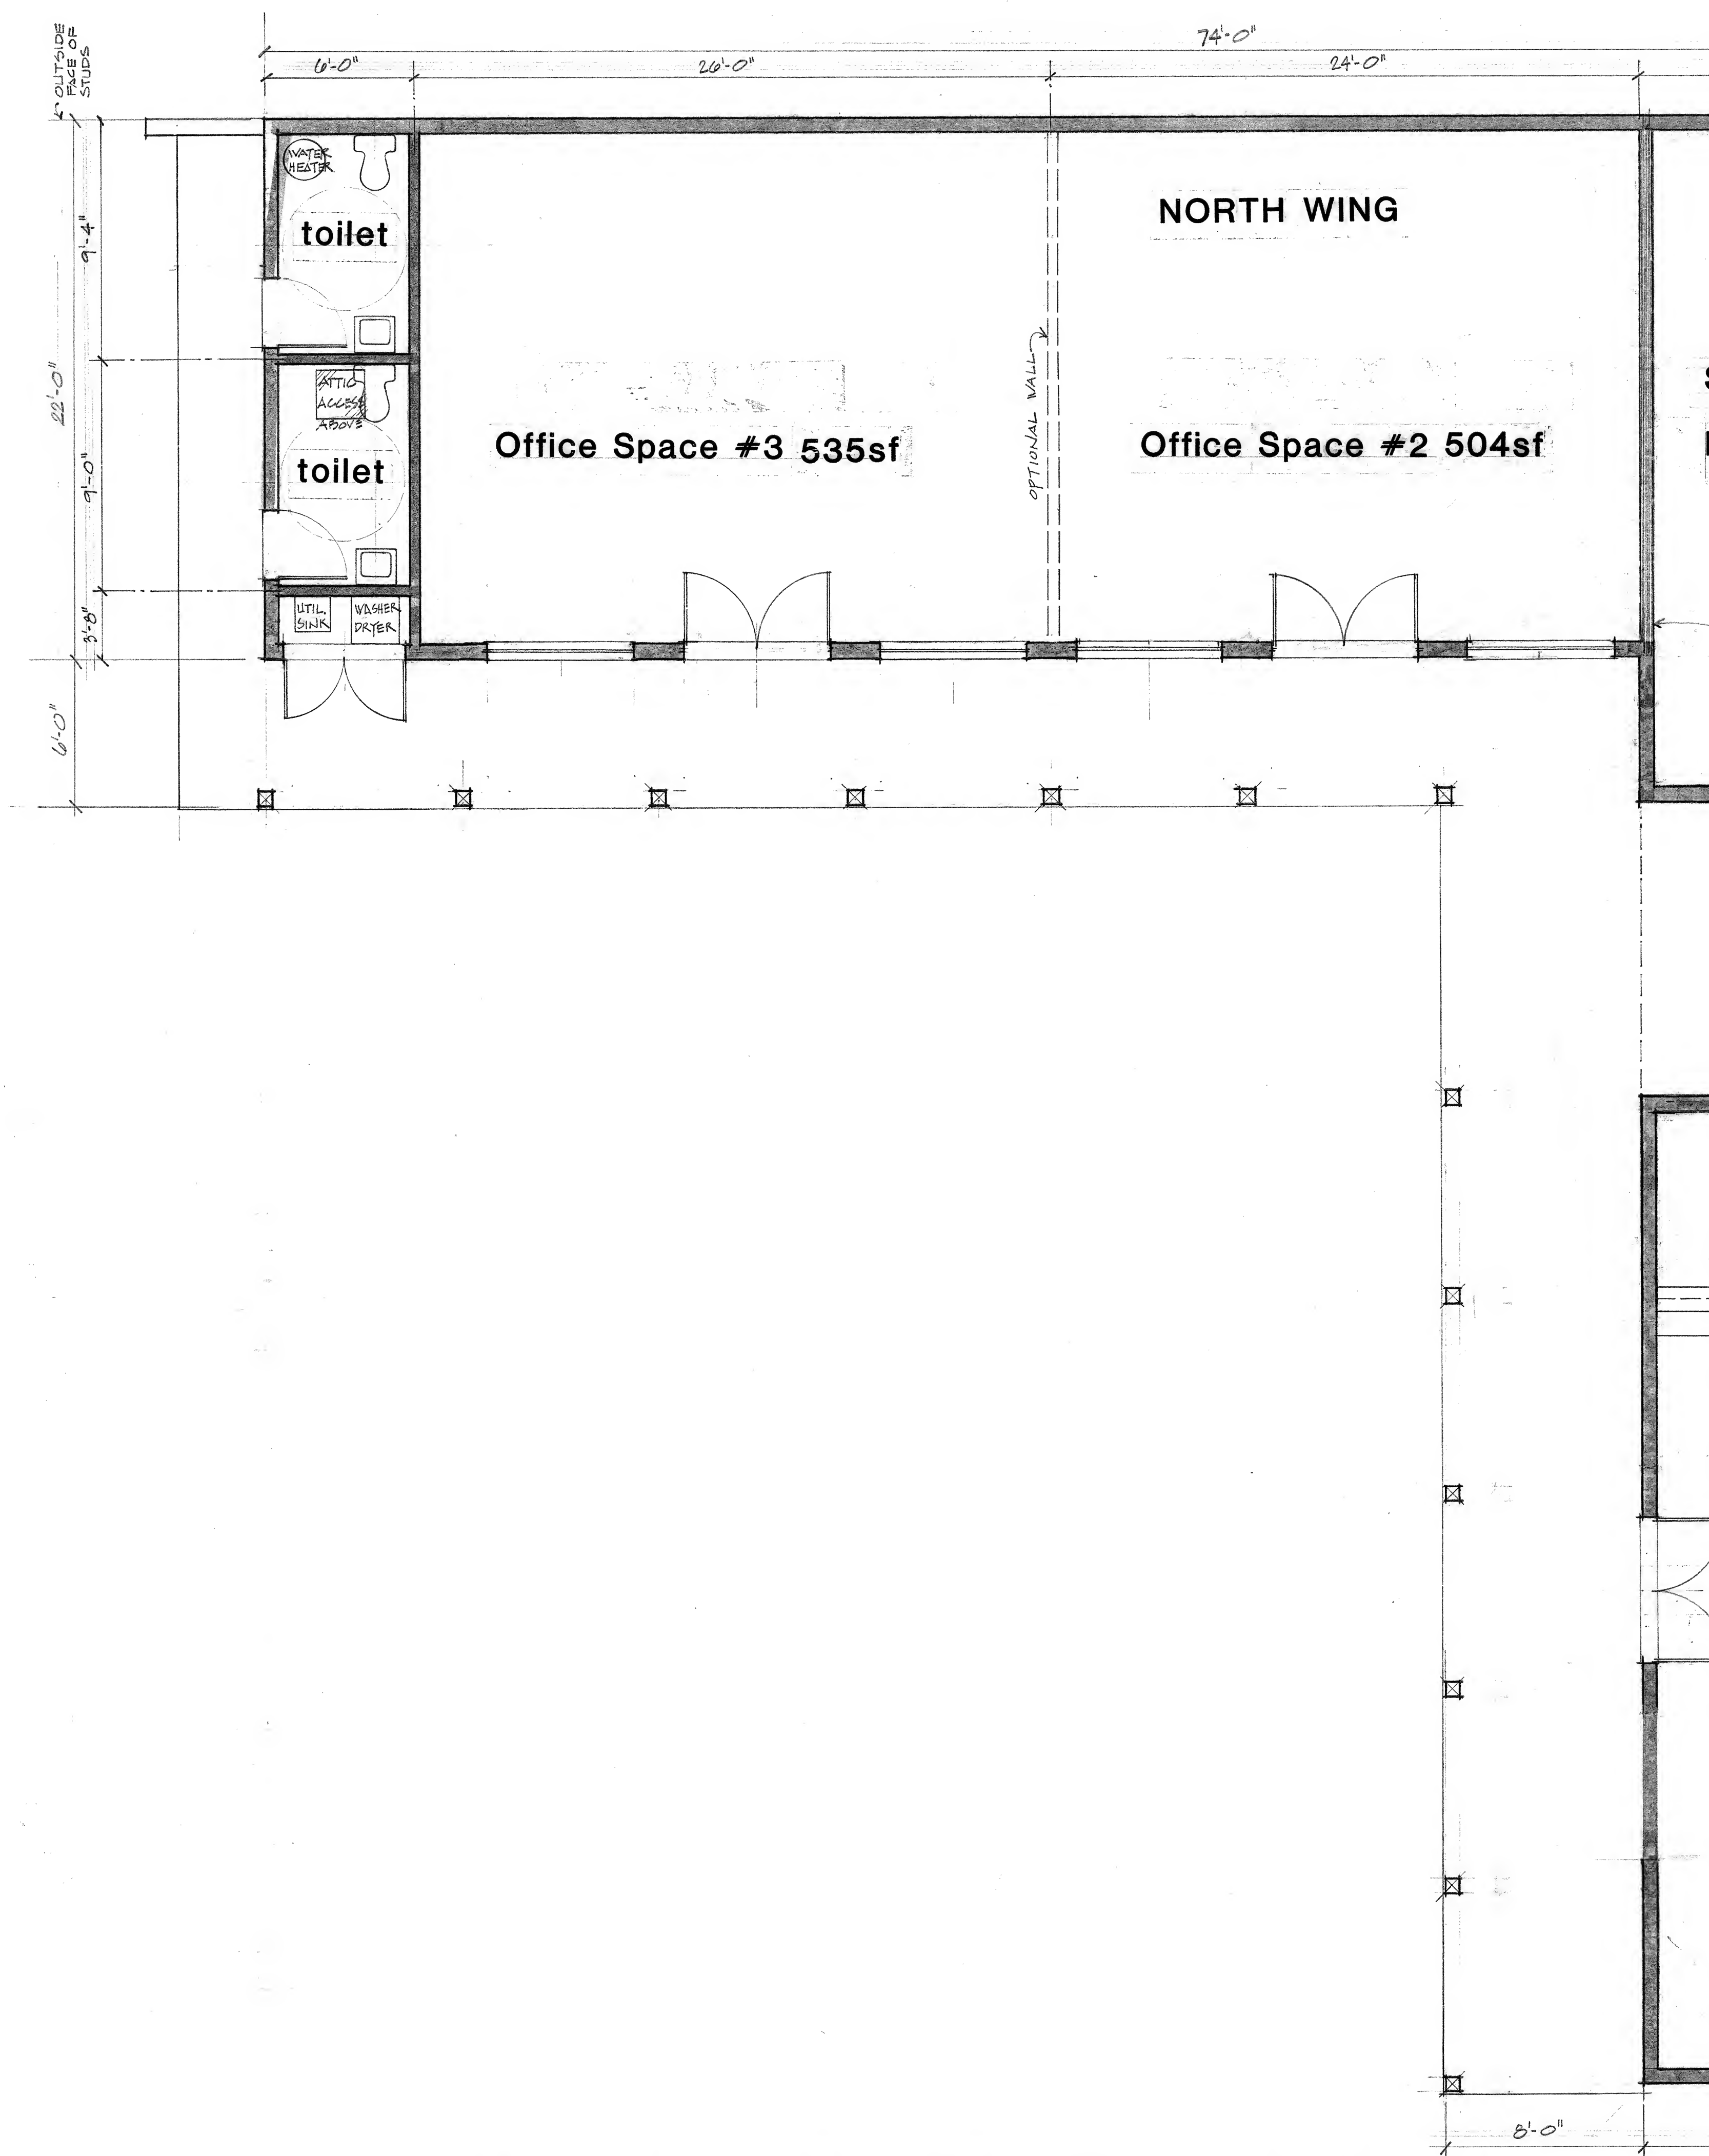 74'-0"
6'-0"
26'-0"
24'-0"
OUTSIDE
FACE OF
STUDS
WATER
HEATER
toilet
NORTH WING
9'-4"
22'-0"
OPTIONAL WALL
ATTIC
ACCESS
ABOVE
toilet
Office Space #3 535sf
Office Space #2 504sf
9'-0"
UTIL.
SINK
WASHER
DRYER
3'-8"
6'-0"
8'-0"